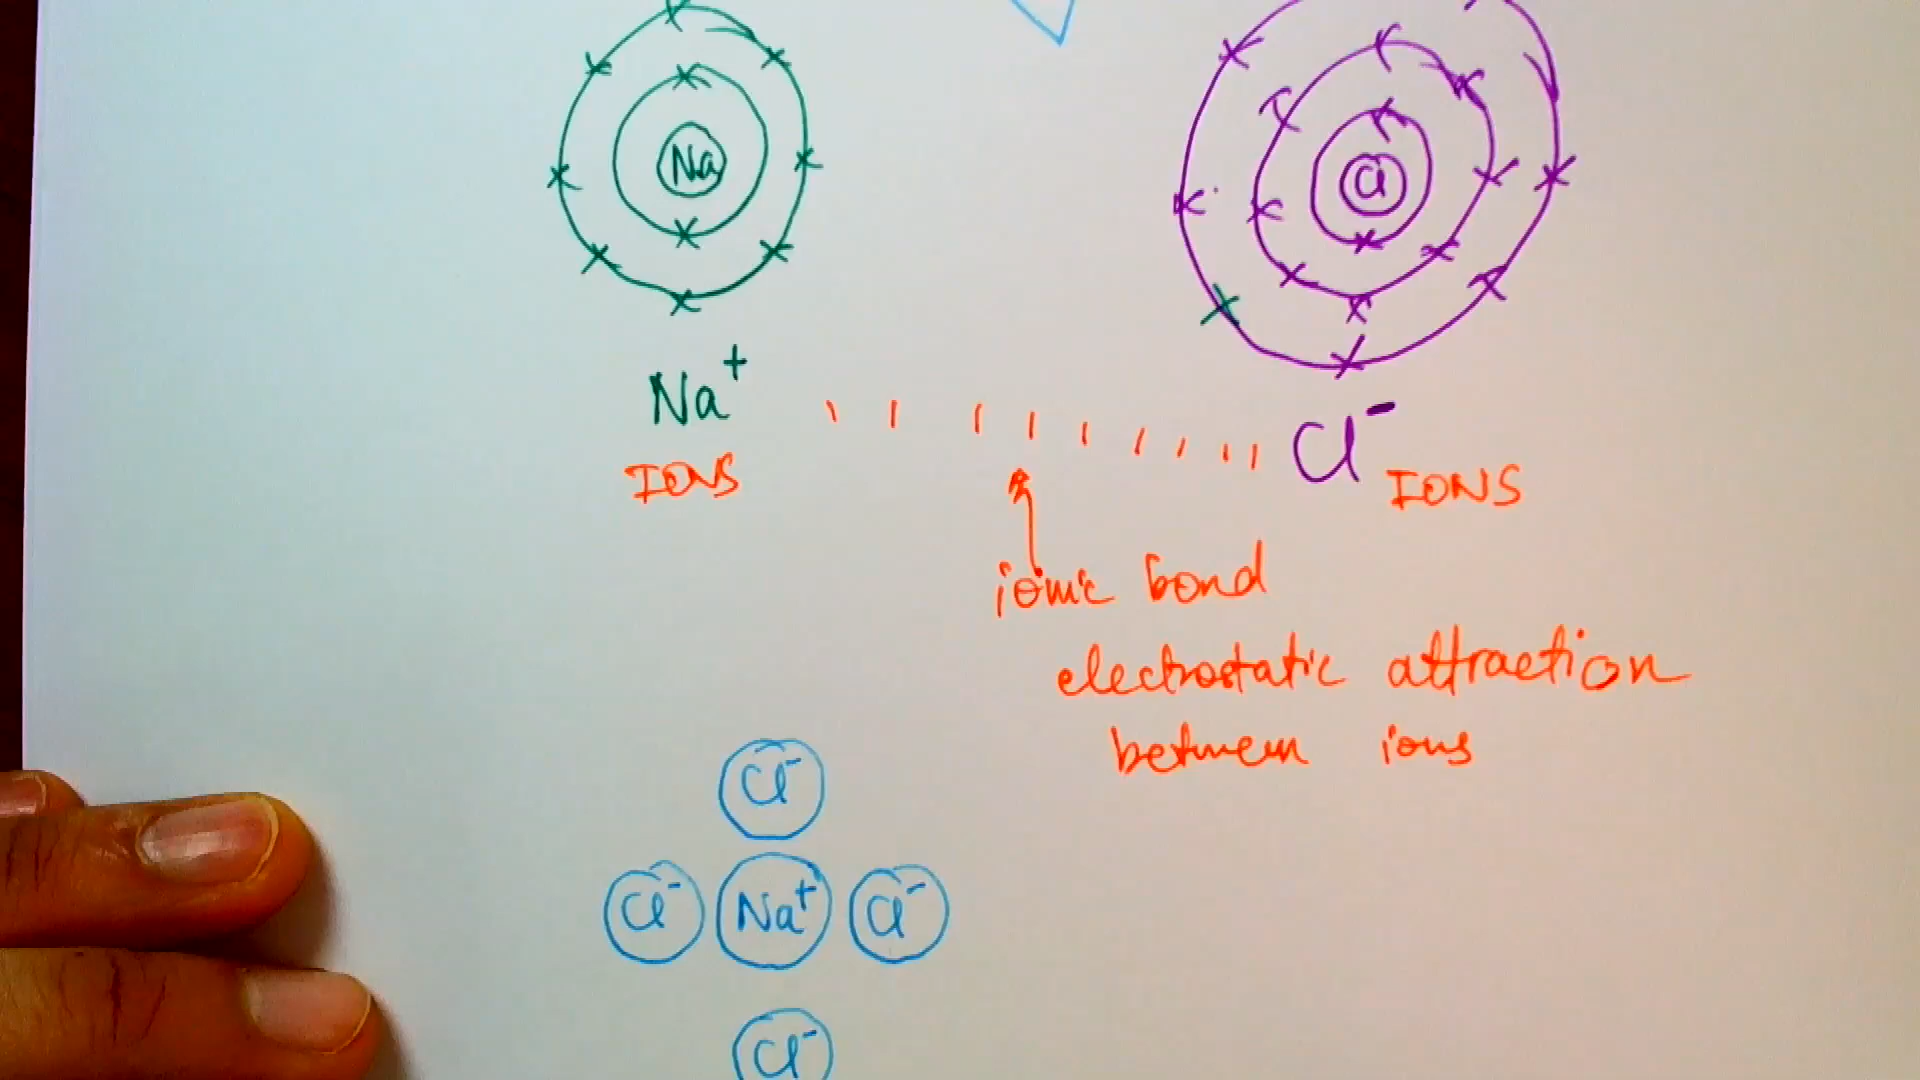 Na
Cl
Na⁺
Cl⁻
IONS
IONS
ionic bond
electrostatic attraction
between ions
Cl⁻
Cl⁻ Na⁺ Cl⁻
Cl⁻